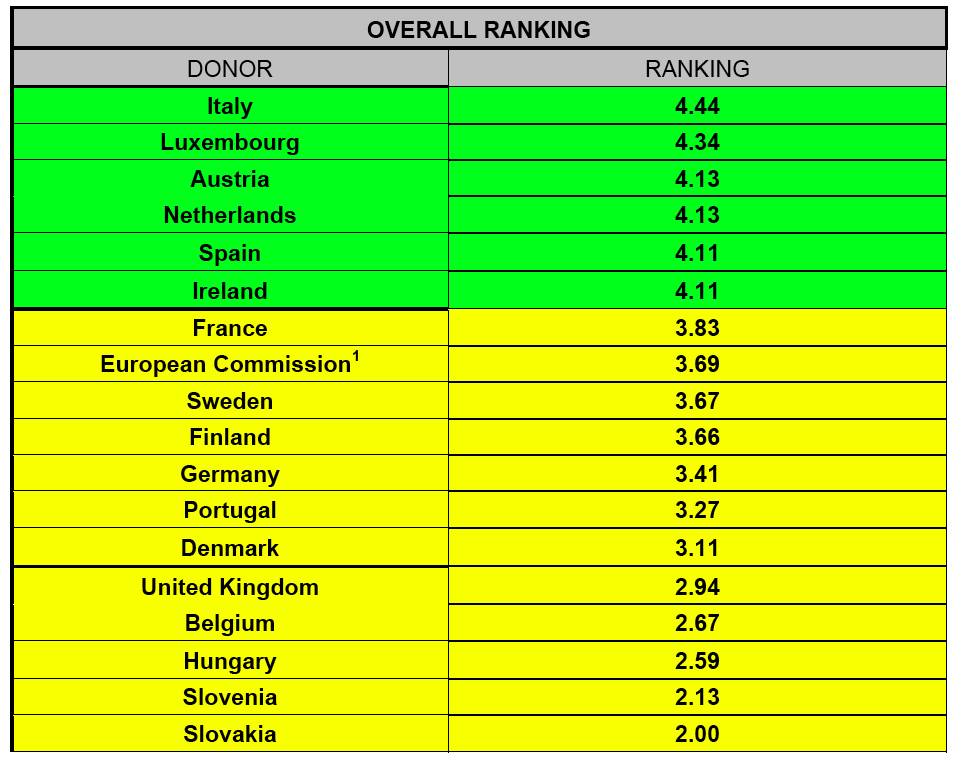 OVERALL RANKING
DONOR RANKING
Italy 4.44
Luxembourg 4.34
Austria 4.13
Netherlands 4.13
Spain 4.11
Ireland 4.11
France 3.83
European Commission¹ 3.69
Sweden 3.67
Finland 3.66
Germany 3.41
Portugal 3.27
Denmark 3.11
United Kingdom 2.94
Belgium 2.67
Hungary 2.59
Slovenia 2.13
Slovakia 2.00